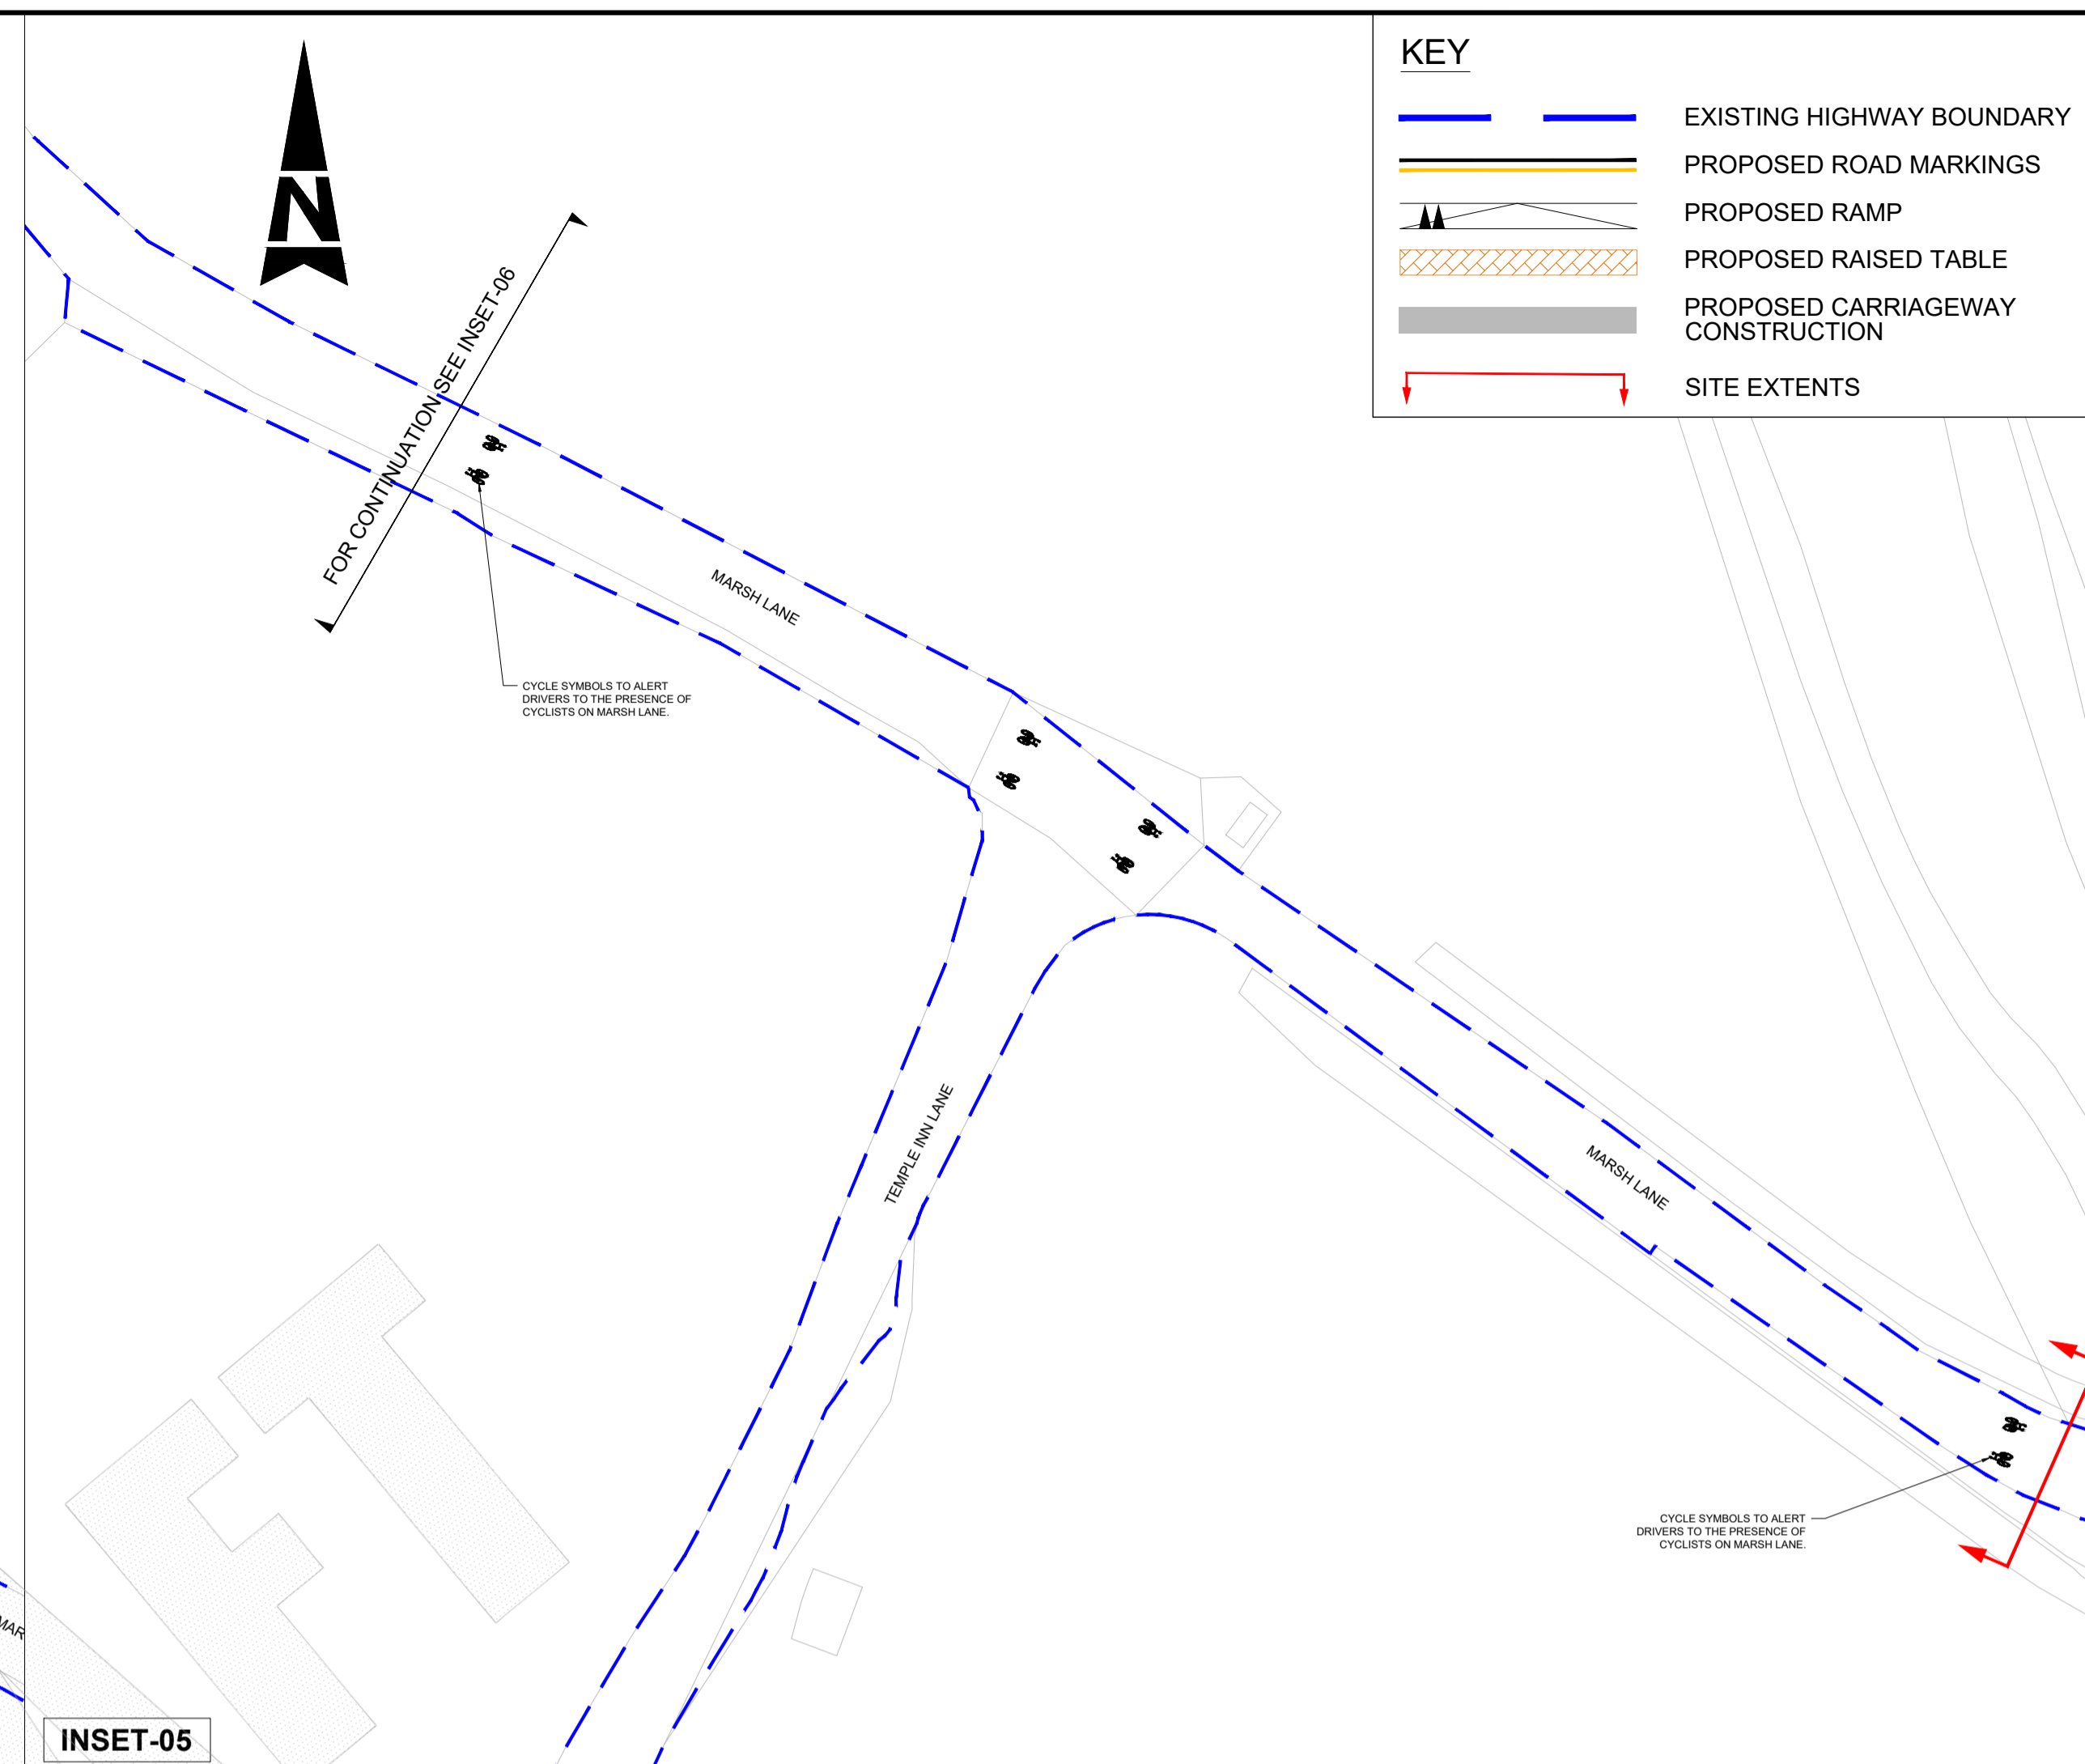 KEY
EXISTING HIGHWAY BOUNDARY
PROPOSED ROAD MARKINGS
PROPOSED RAMP
PROPOSED RAISED TABLE
PROPOSED CARRIAGEWAY
CONSTRUCTION
SITE EXTENTS
N
FOR CONTINUATION SEE INSET-06
MARSH LANE
CYCLE SYMBOLS TO ALERT
DRIVERS TO THE PRESENCE OF
CYCLISTS ON MARSH LANE.
TEMPLE INN LANE
MARSH LANE
CYCLE SYMBOLS TO ALERT
DRIVERS TO THE PRESENCE OF
CYCLISTS ON MARSH LANE.
MAR
INSET-05